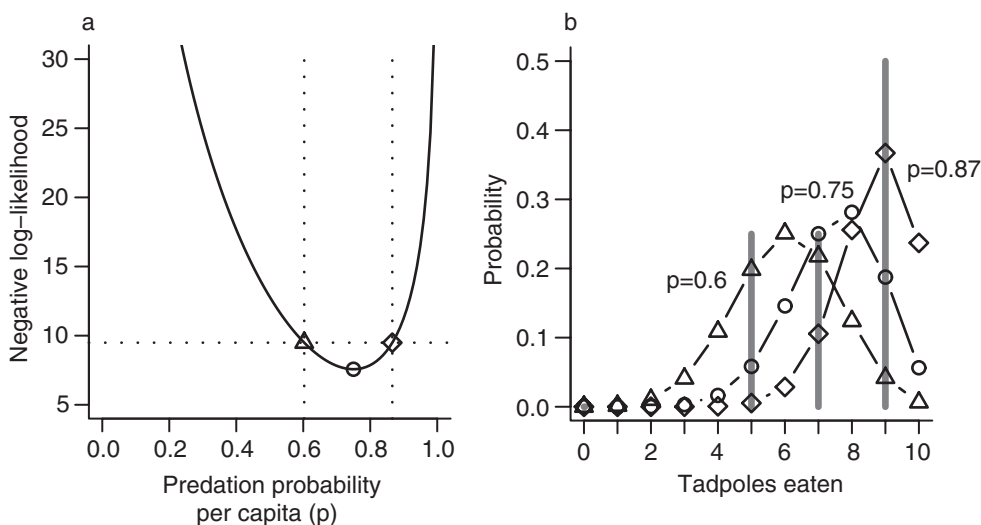 a
30
25
20
15
10
5
Negative log–likelihood
0.0 0.2 0.4 0.6 0.8 1.0
Predation probability
per capita (p)
b
0.5
0.4
0.3
0.2
0.1
0.0
Probability
p=0.6
p=0.75
p=0.87
0 2 4 6 8 10
Tadpoles eaten